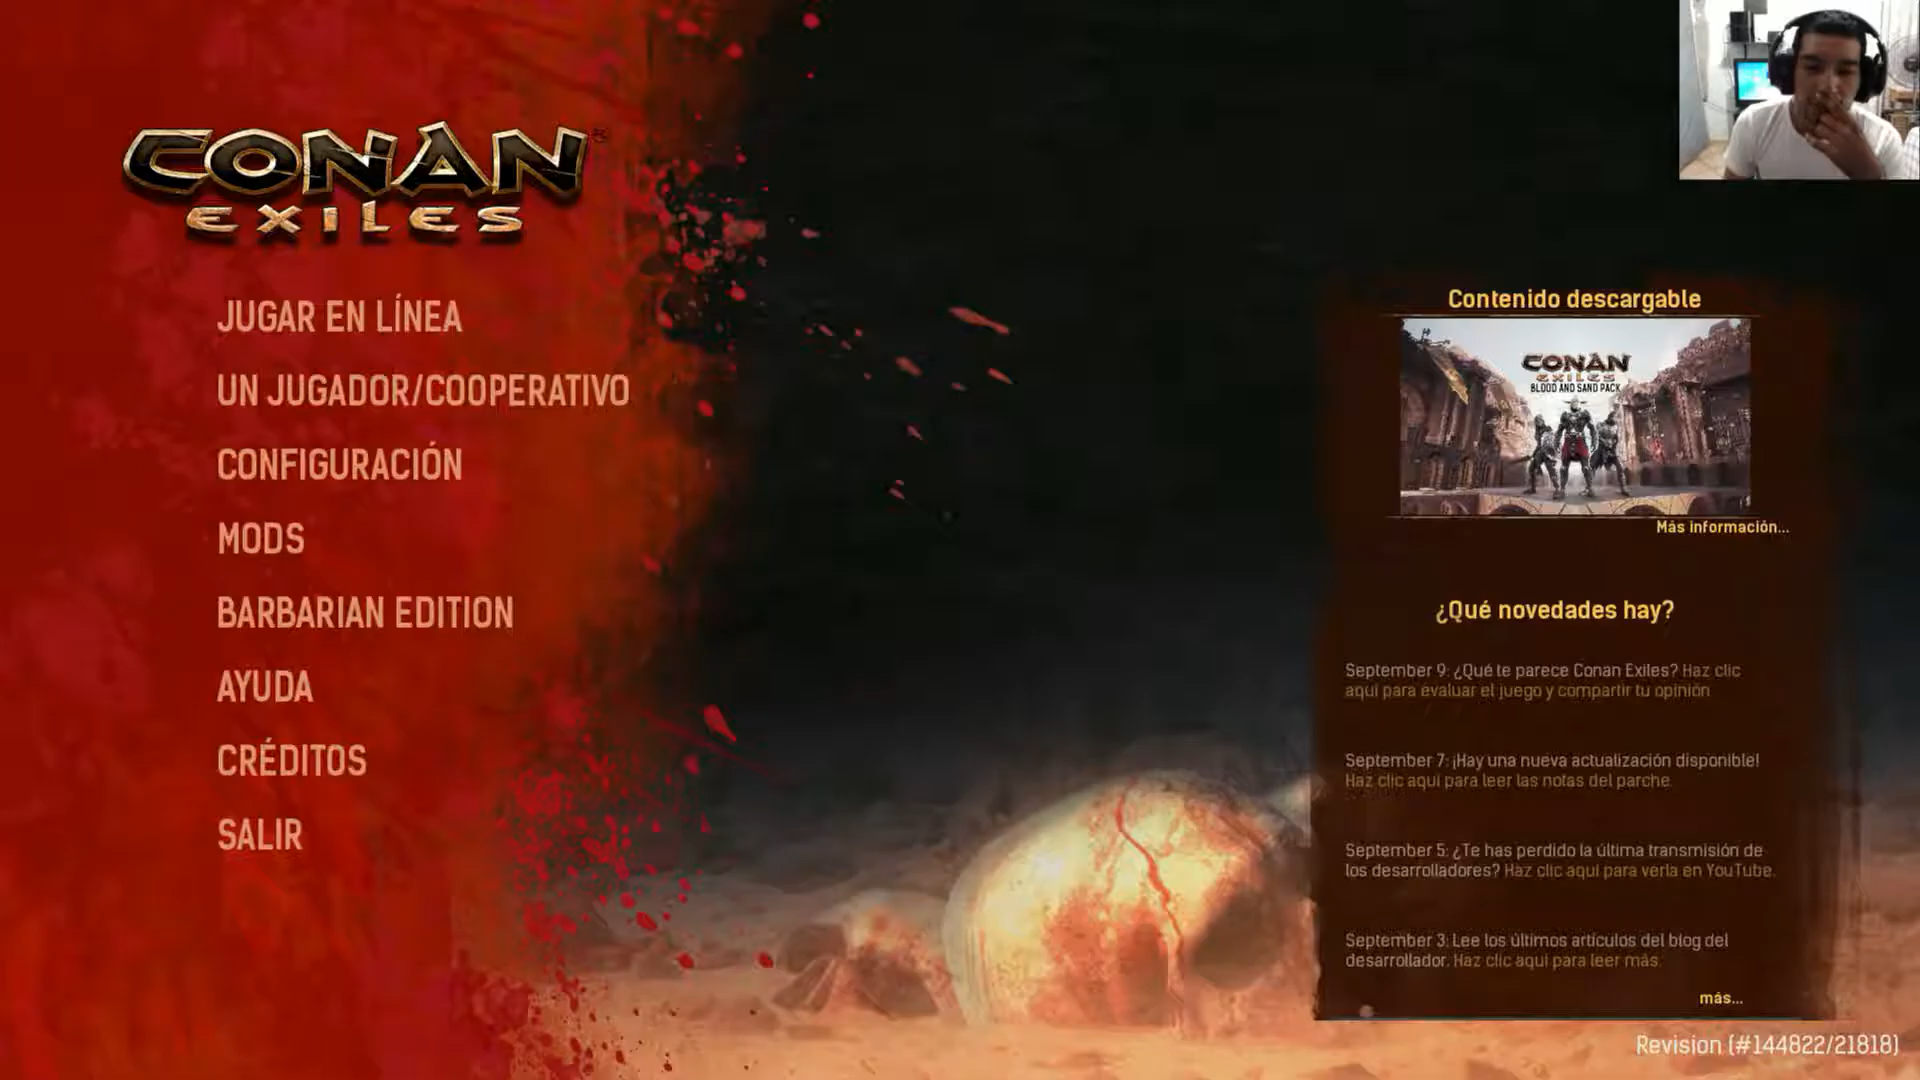 CONAN
EXILES
JUGAR EN LÍNEA
UN JUGADOR/COOPERATIVO
CONFIGURACIÓN
MODS
BARBARIAN EDITION
AYUDA
CRÉDITOS
SALIR
Contenido descargable
CONAN
EXILES
BLOOD AND SAND PACK
Más información...
¿Qué novedades hay?
September 9: ¿Qué te parece Conan Exiles? Haz clic
aquí para evaluar el juego y compartir tu opinión
September 7: ¡Hay una nueva actualización disponible!
Haz clic aquí para leer las notas del parche.
September 5: ¿Te has perdido la última transmisión de
los desarrolladores? Haz clic aquí para verla en YouTube.
September 3: Lee los últimos artículos del blog del
desarrollador. Haz clic aquí para leer más.
más...
Revision (#144822/21818)